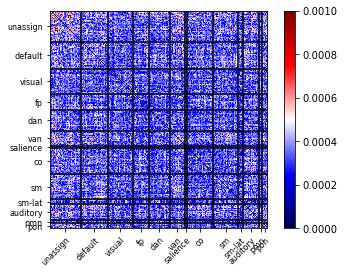 unassign
default
visual
fp
dan
van
salience
co
sm
sm-lat
auditory
pmn
pon
unassign
default
visual
fp
dan
van
salience
co
sm
sm-lat
auditory
pon
0.0010
0.0008
0.0006
0.0004
0.0002
0.0000